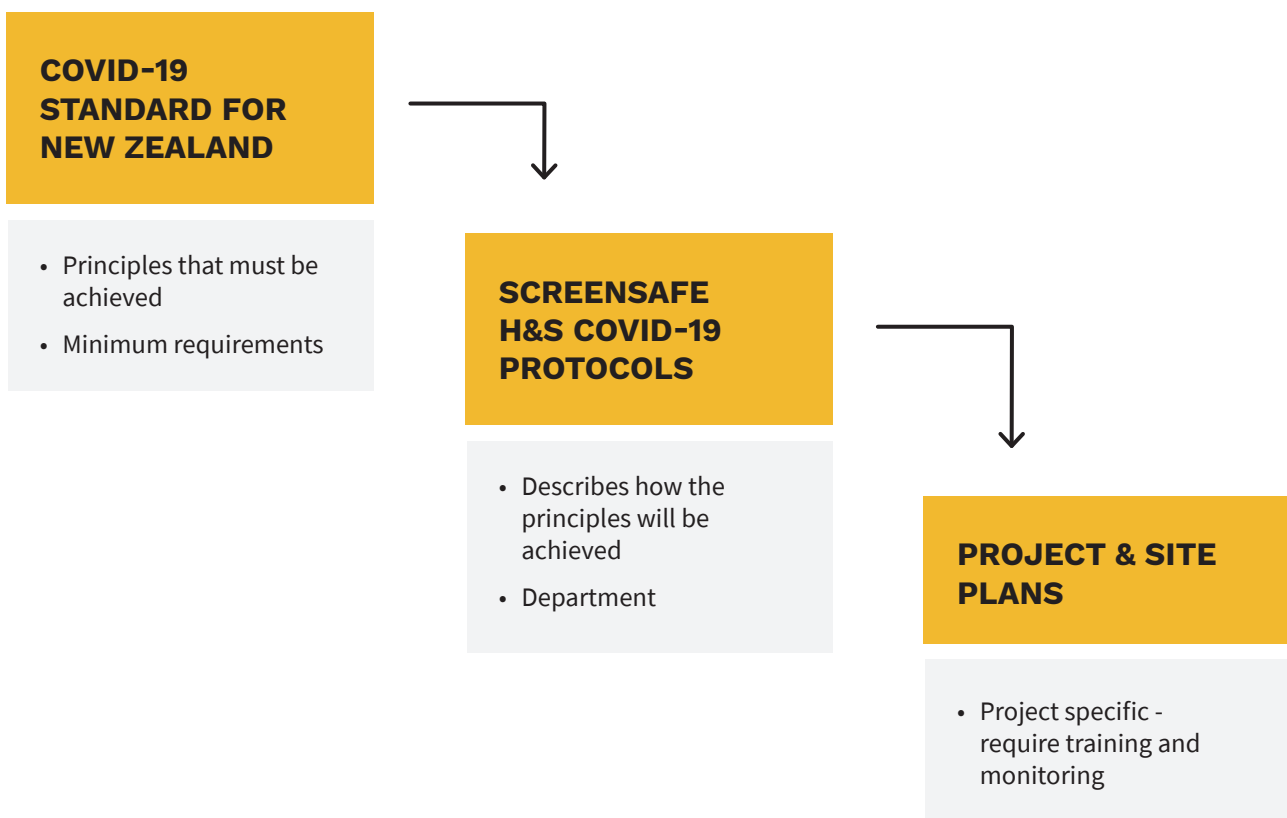 COVID-19
STANDARD FOR
NEW ZEALAND
• Principles that must be
achieved
• Minimum requirements
SCREENSAFE
H&S COVID-19
PROTOCOLS
• Describes how the
principles will be
achieved
• Department
PROJECT & SITE
PLANS
• Project specific -
require training and
monitoring